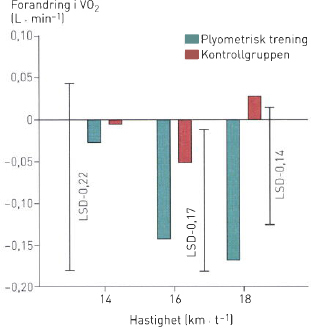 Forandring i VO₂
(L · min⁻¹)
Plyometrisk trening
Kontrollgruppen
0,10
0,05
0
-0,05
-0,10
-0,15
-0,20
LSD-0,22
LSD-0,17
LSD-0,14
14 16 18
Hastighet (km · t⁻¹)